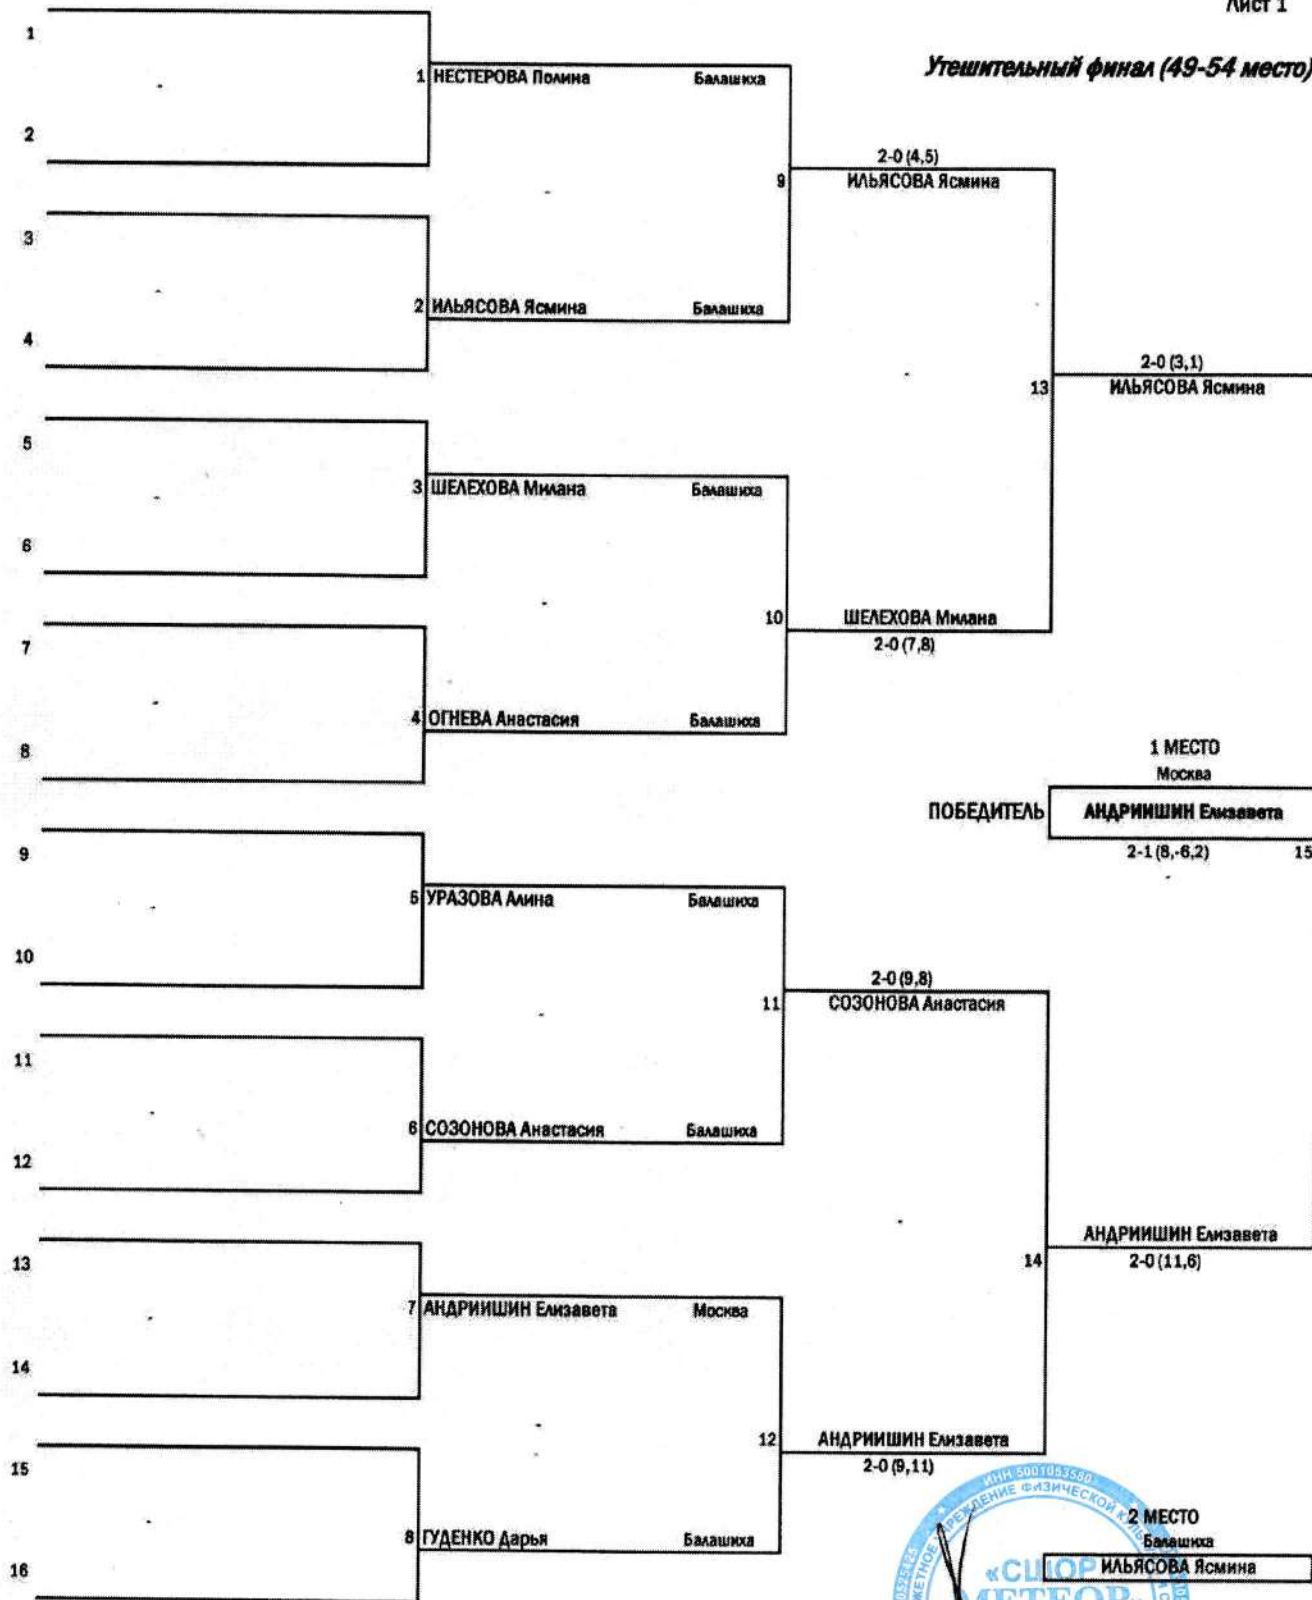 Лист 1
Утешительный финал (49-54 место)
1
1 НЕСТЕРОВА Полина Балашиха
2
2-0 (4,5)
9 ИЛЬЯСОВА Ясмина
3
2 ИЛЬЯСОВА Ясмина Балашиха
4
2-0 (3,1)
13 ИЛЬЯСОВА Ясмина
5
3 ШЕЛЕХОВА Милана Балашиха
6
10 ШЕЛЕХОВА Милана
2-0 (7,8)
7
4 ОГНЕВА Анастасия Балашиха
8
1 МЕСТО
Москва
ПОБЕДИТЕЛЬ АНДРИИШИН Елизавета
2-1 (8,-6,2) 15
9
5 УРАЗОВА Алина Балашиха
10
2-0 (9,8)
11 СОЗОНОВА Анастасия
11
6 СОЗОНОВА Анастасия Балашиха
12
АНДРИИШИН Елизавета
14 2-0 (11,6)
13
7 АНДРИИШИН Елизавета Москва
14
12 АНДРИИШИН Елизавета
2-0 (9,11)
15
8 ГУДЕНКО Дарья Балашиха
16
2 МЕСТО
Балашиха
ИЛЬЯСОВА Ясмина
ИНН 5001053580
УЧРЕЖДЕНИЕ ФИЗИЧЕСКОЙ
«СШОР
МЕТЕОР»